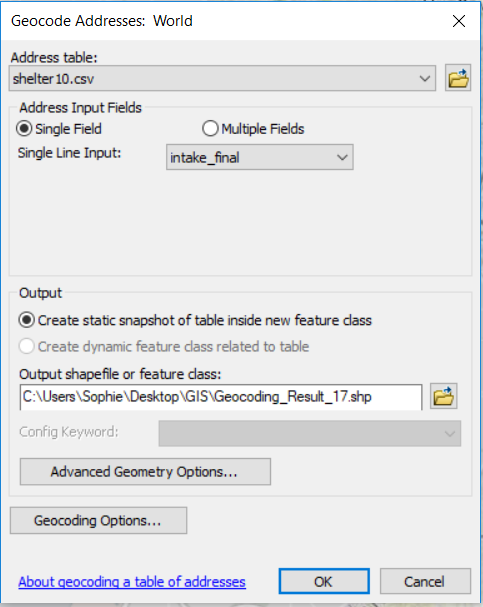 Geocode Addresses: World
Address table:
shelter10.csv
Address Input Fields
Single Field
Multiple Fields
Single Line Input:
intake_final
Output
Create static snapshot of table inside new feature class
Create dynamic feature class related to table
Output shapefile or feature class:
C:\Users\Sophie\Desktop\GIS\Geocoding_Result_17.shp
Config Keyword:
Advanced Geometry Options...
Geocoding Options...
About geocoding a table of addresses
OK
Cancel